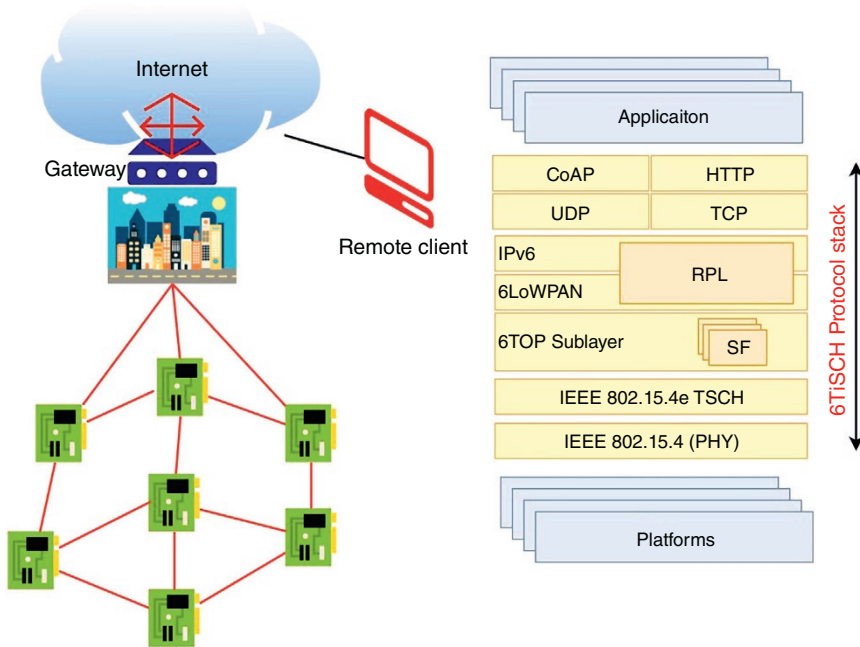 Internet
Gateway
Remote client
Applicaiton
CoAP
HTTP
UDP
TCP
IPv6
RPL
6LoWPAN
6TOP Sublayer
SF
IEEE 802.15.4e TSCH
IEEE 802.15.4 (PHY)
Platforms
6TiSCH Protocol stack